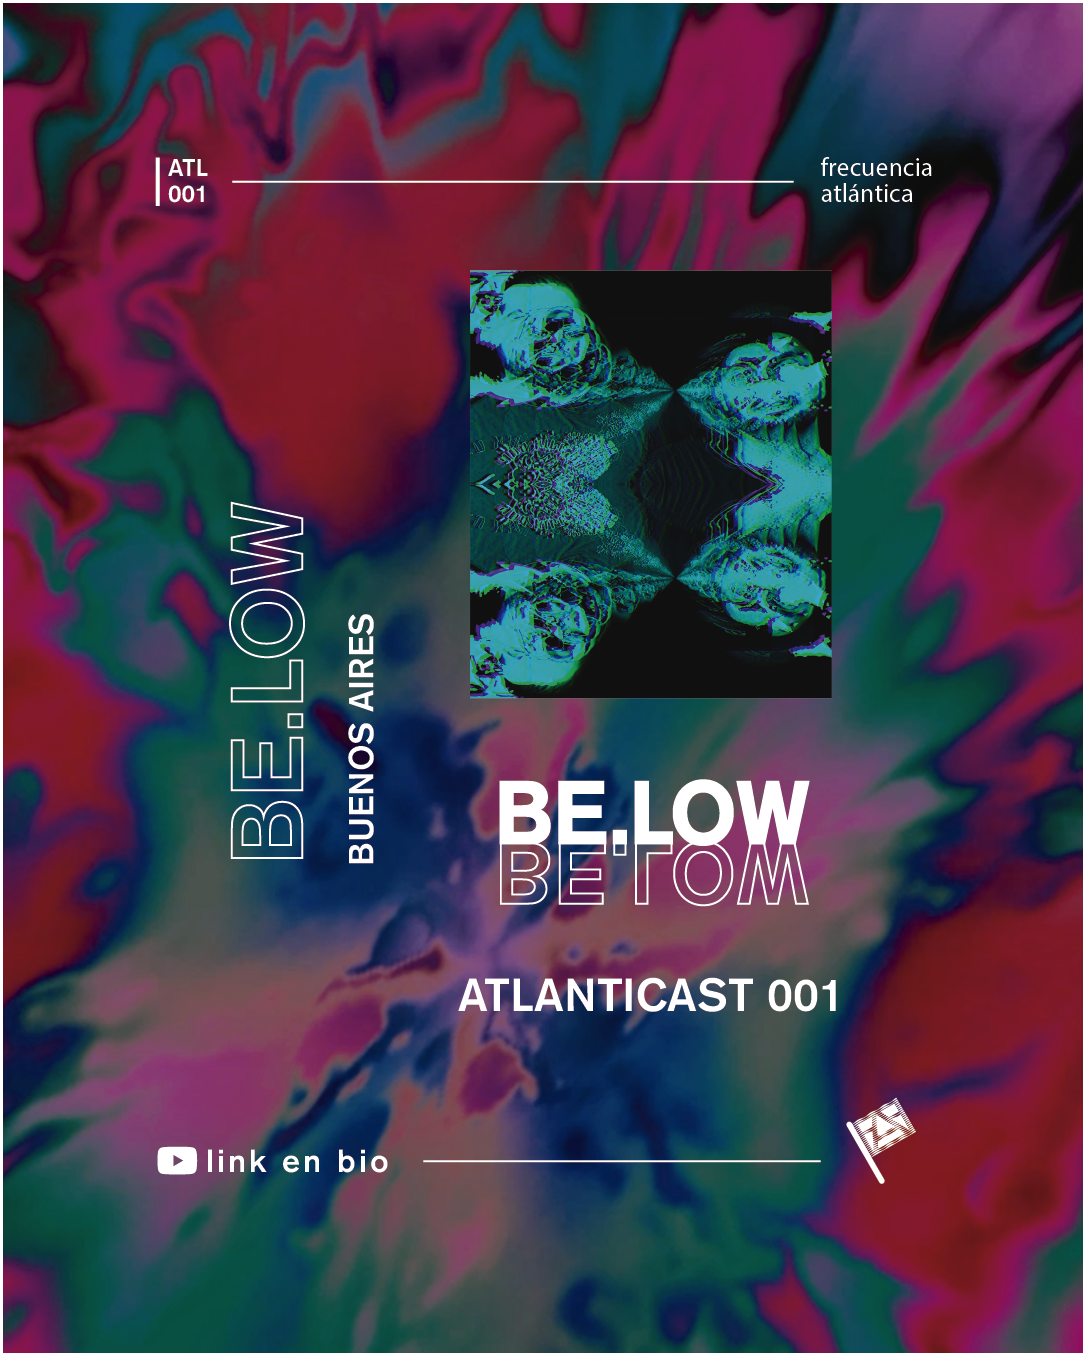 ATL
001
frecuencia
atlántica
BE.LOW
BUENOS AIRES
BE.LOW
BE.LOW
ATLANTICAST 001
link en bio